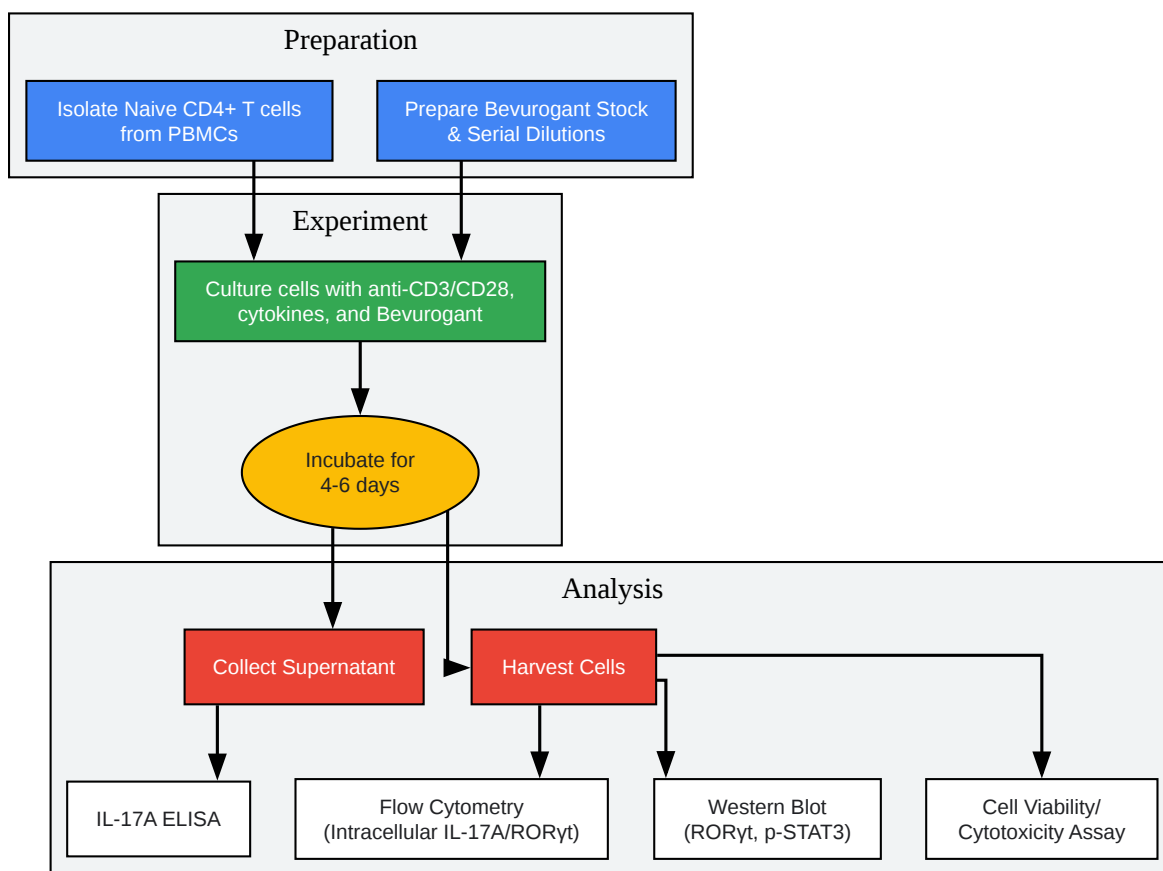 Preparation
Isolate Naive CD4+ T cells
from PBMCs
Prepare Bevurogant Stock
& Serial Dilutions
Experiment
Culture cells with anti-CD3/CD28,
cytokines, and Bevurogant
Incubate for
4-6 days
Analysis
Collect Supernatant
Harvest Cells
IL-17A ELISA
Flow Cytometry
(Intracellular IL-17A/RORγt)
Western Blot
(RORγt, p-STAT3)
Cell Viability/
Cytotoxicity Assay